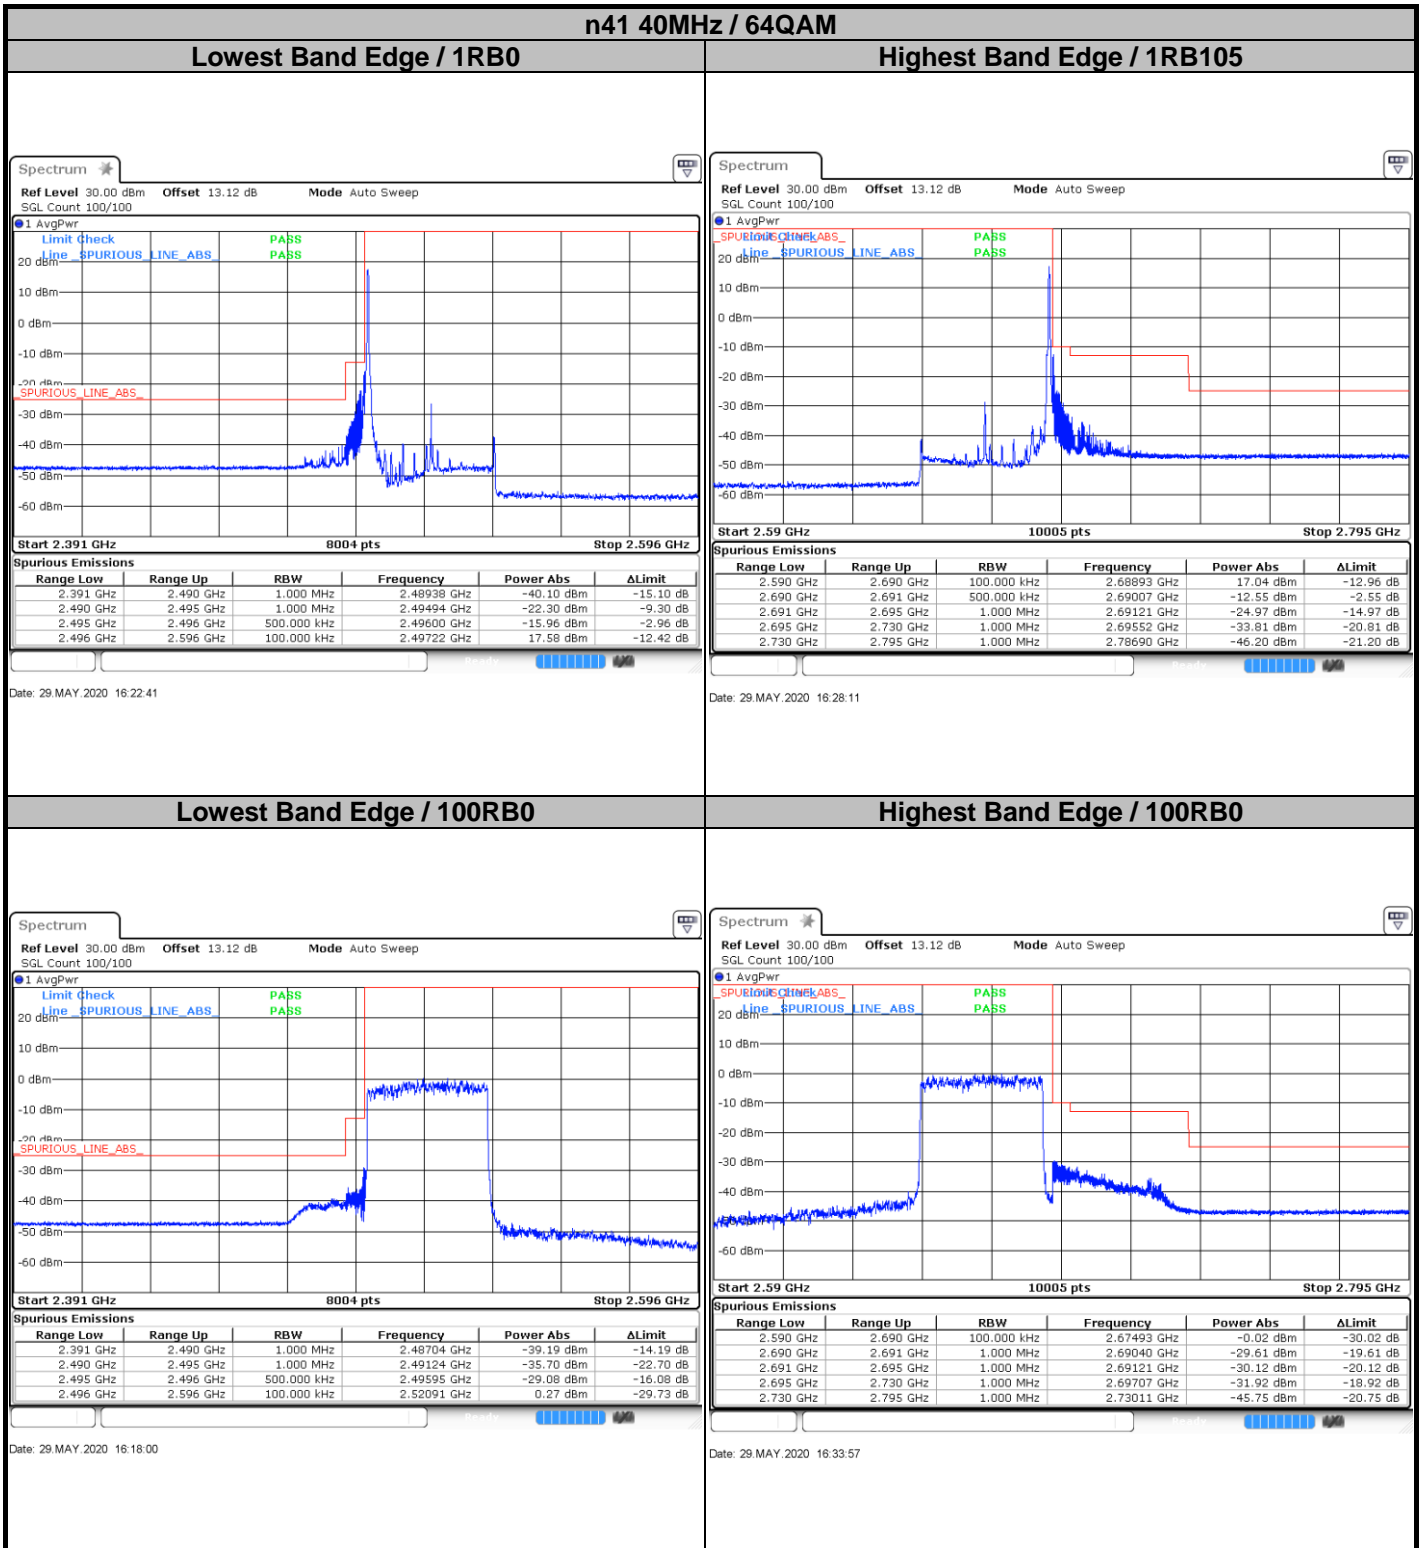 n41 40MHz / 64QAM
Lowest Band Edge / 1RB0
Highest Band Edge / 1RB105
Spectrum
Ref Level 30.00 dBm Offset 13.12 dB Mode Auto Sweep
SGL Count 100/100
1 AvgPwr
Limit Check PASS
Line _SPURIOUS_LINE_ABS_ PASS
20 dBm
10 dBm
0 dBm
-10 dBm
-20 dBm
_SPURIOUS_LINE_ABS_
-30 dBm
-40 dBm
-50 dBm
-60 dBm
Start 2.391 GHz 8004 pts Stop 2.596 GHz
Spurious Emissions
Range Low Range Up RBW Frequency Power Abs ΔLimit
2.391 GHz 2.490 GHz 1.000 MHz 2.48938 GHz -40.10 dBm -15.10 dB
2.490 GHz 2.495 GHz 1.000 MHz 2.49494 GHz -22.30 dBm -9.30 dB
2.495 GHz 2.496 GHz 500.000 kHz 2.49600 GHz -15.96 dBm -2.96 dB
2.496 GHz 2.596 GHz 100.000 kHz 2.49722 GHz 17.58 dBm -12.42 dB
Ready
Date: 29.MAY.2020 16:22:41
Spectrum
Ref Level 30.00 dBm Offset 13.12 dB Mode Auto Sweep
SGL Count 100/100
1 AvgPwr
_SPURIOUS_LINE_ABS_
Limit Check PASS
Line _SPURIOUS_LINE_ABS_ PASS
20 dBm
10 dBm
0 dBm
-10 dBm
-20 dBm
-30 dBm
-40 dBm
-50 dBm
-60 dBm
Start 2.59 GHz 10005 pts Stop 2.795 GHz
Spurious Emissions
Range Low Range Up RBW Frequency Power Abs ΔLimit
2.590 GHz 2.690 GHz 100.000 kHz 2.68893 GHz 17.04 dBm -12.96 dB
2.690 GHz 2.691 GHz 500.000 kHz 2.69007 GHz -12.55 dBm -2.55 dB
2.691 GHz 2.695 GHz 1.000 MHz 2.69121 GHz -24.97 dBm -14.97 dB
2.695 GHz 2.730 GHz 1.000 MHz 2.69552 GHz -33.81 dBm -20.81 dB
2.730 GHz 2.795 GHz 1.000 MHz 2.78690 GHz -46.20 dBm -21.20 dB
Ready
Date: 29.MAY.2020 16:28:11
Lowest Band Edge / 100RB0
Highest Band Edge / 100RB0
Spectrum
Ref Level 30.00 dBm Offset 13.12 dB Mode Auto Sweep
SGL Count 100/100
1 AvgPwr
Limit Check PASS
Line _SPURIOUS_LINE_ABS_ PASS
20 dBm
10 dBm
0 dBm
-10 dBm
-20 dBm
_SPURIOUS_LINE_ABS_
-30 dBm
-40 dBm
-50 dBm
-60 dBm
Start 2.391 GHz 8004 pts Stop 2.596 GHz
Spurious Emissions
Range Low Range Up RBW Frequency Power Abs ΔLimit
2.391 GHz 2.490 GHz 1.000 MHz 2.48704 GHz -39.19 dBm -14.19 dB
2.490 GHz 2.495 GHz 1.000 MHz 2.49124 GHz -35.70 dBm -22.70 dB
2.495 GHz 2.496 GHz 500.000 kHz 2.49595 GHz -29.08 dBm -16.08 dB
2.496 GHz 2.596 GHz 100.000 kHz 2.52091 GHz 0.27 dBm -29.73 dB
Ready
Date: 29.MAY.2020 16:18:00
Spectrum
Ref Level 30.00 dBm Offset 13.12 dB Mode Auto Sweep
SGL Count 100/100
1 AvgPwr
_SPURIOUS_LINE_ABS_
Limit Check PASS
Line _SPURIOUS_LINE_ABS_ PASS
20 dBm
10 dBm
0 dBm
-10 dBm
-20 dBm
-30 dBm
-40 dBm
-50 dBm
-60 dBm
Start 2.59 GHz 10005 pts Stop 2.795 GHz
Spurious Emissions
Range Low Range Up RBW Frequency Power Abs ΔLimit
2.590 GHz 2.690 GHz 100.000 kHz 2.67493 GHz -0.02 dBm -30.02 dB
2.690 GHz 2.691 GHz 1.000 MHz 2.69040 GHz -29.61 dBm -19.61 dB
2.691 GHz 2.695 GHz 1.000 MHz 2.69121 GHz -30.12 dBm -20.12 dB
2.695 GHz 2.730 GHz 1.000 MHz 2.69707 GHz -31.92 dBm -18.92 dB
2.730 GHz 2.795 GHz 1.000 MHz 2.73011 GHz -45.75 dBm -20.75 dB
Ready
Date: 29.MAY.2020 16:33:57